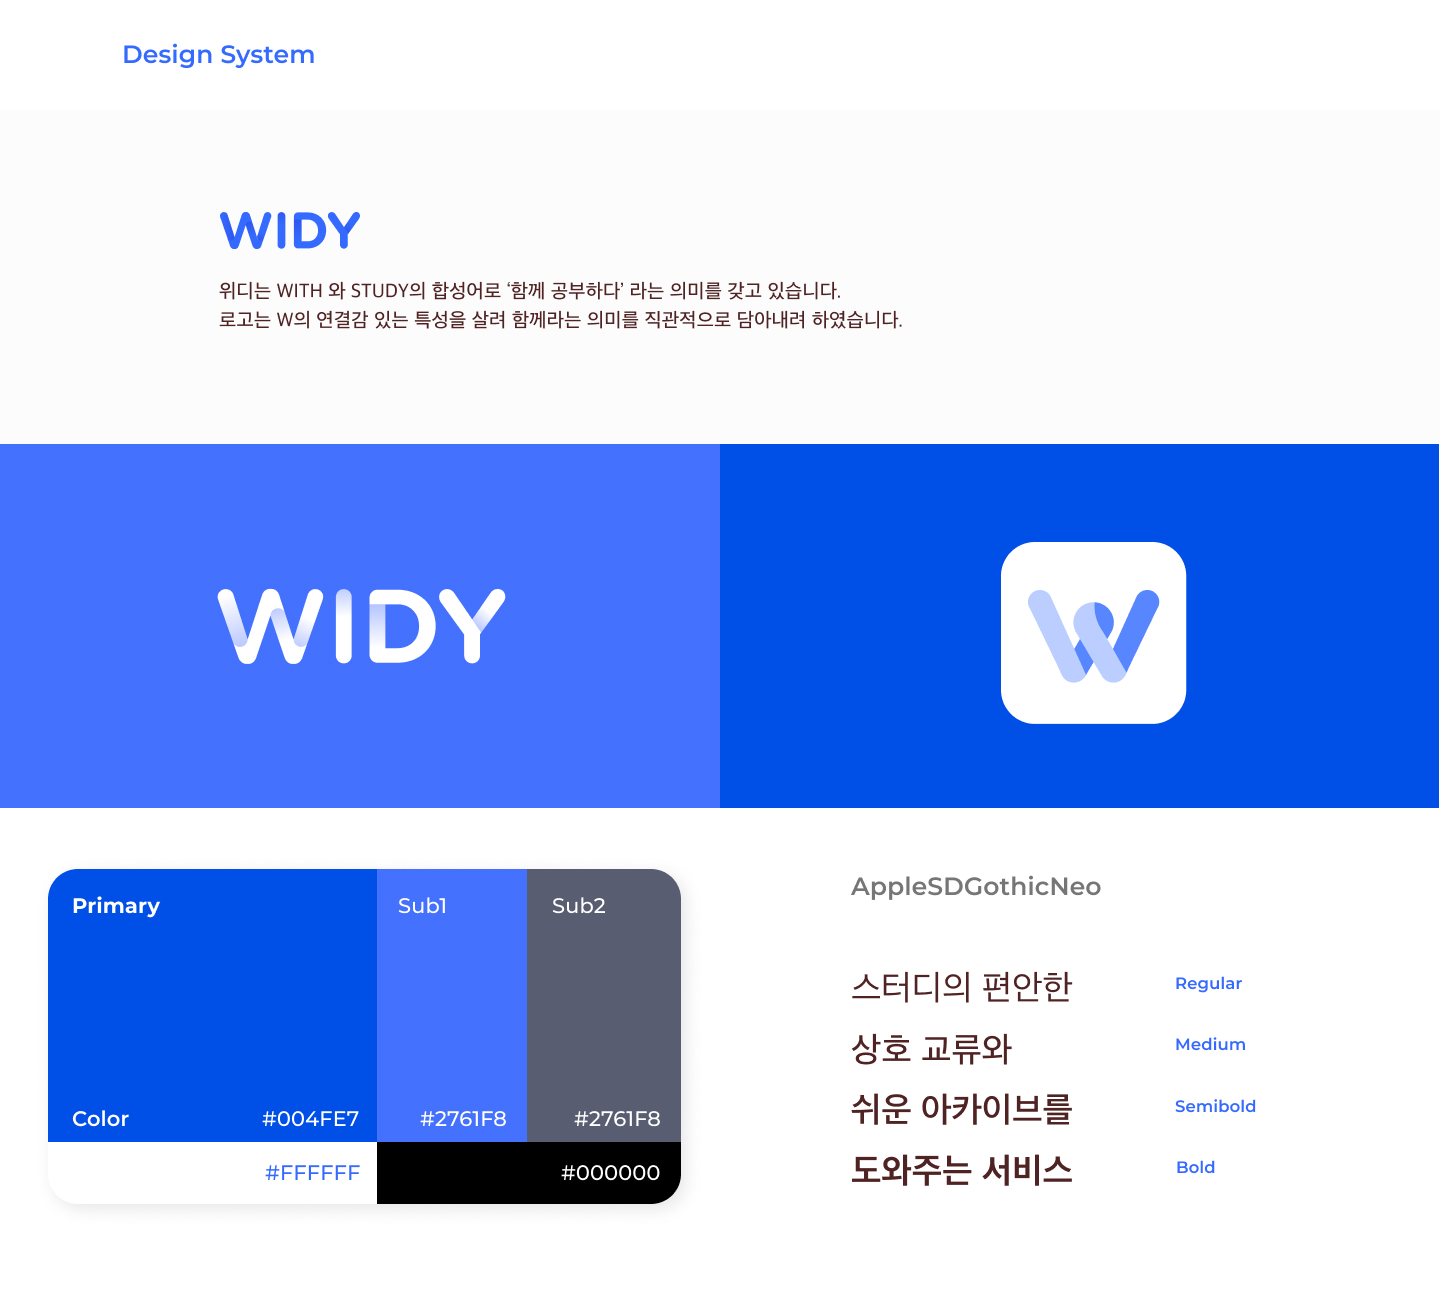 Design System
WIDY
위디는 WITH 와 STUDY의 합성어로 ‘함께 공부하다’ 라는 의미를 갖고 있습니다.
로고는 W의 연결감 있는 특성을 살려 함께라는 의미를 직관적으로 담아내려 하였습니다.
WIDY
W
Primary
Sub1
Sub2
Color
#004FE7
#2761F8
#2761F8
#FFFFFF
#000000
AppleSDGothicNeo
스터디의 편안한
Regular
상호 교류와
Medium
쉬운 아카이브를
Semibold
도와주는 서비스
Bold